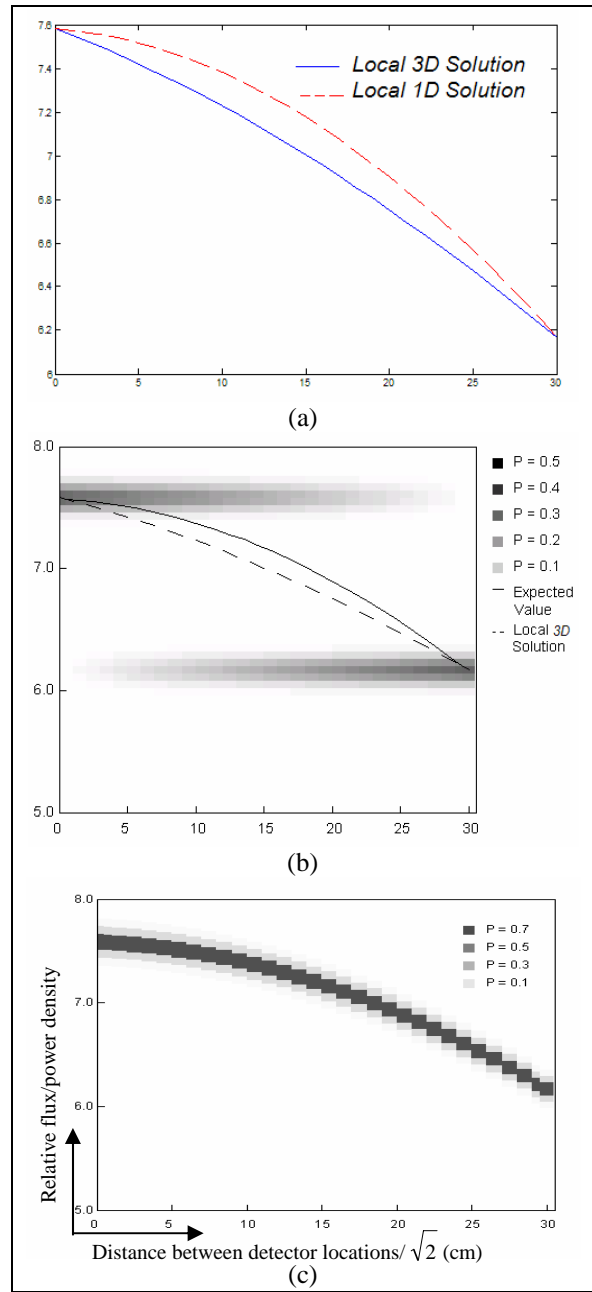 7.6
7.4
7.2
7
6.8
6.6
6.4
6.2
6
Local 3D Solution
Local 1D Solution
0 5 10 15 20 25 30
(a)
8.0
7.0
6.0
5.0
P = 0.5
P = 0.4
P = 0.3
P = 0.2
P = 0.1
Expected
Value
Local 3D
Solution
0 5 10 15 20 25 30
(b)
Relative flux/power density
8.0
7.0
6.0
5.0
P = 0.7
P = 0.5
P = 0.3
P = 0.1
0 5 10 15 20 25 30
Distance between detector locations/ √2 (cm)
(c)